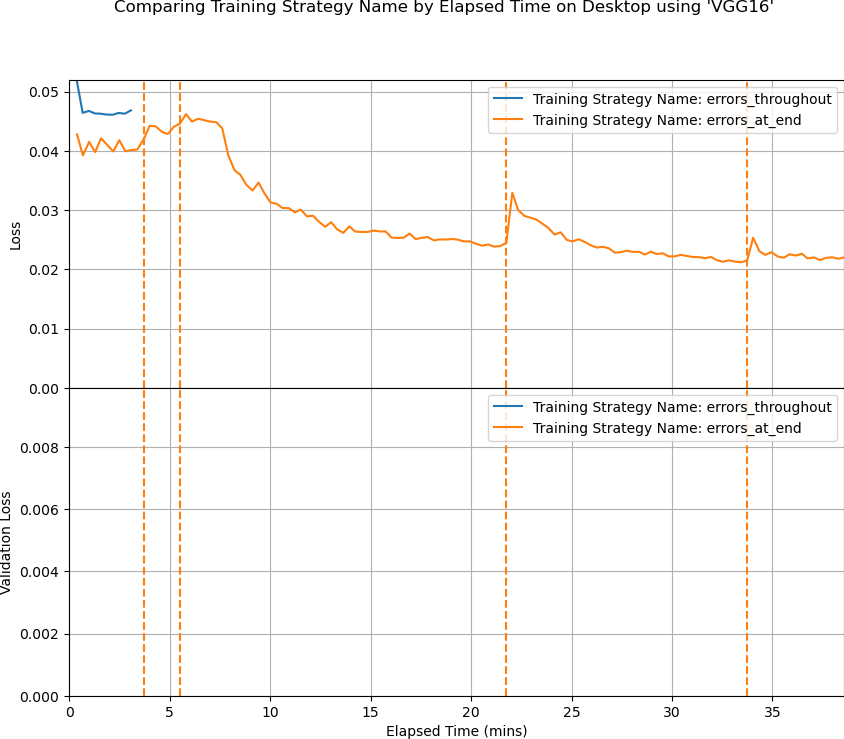 Comparing Training Strategy Name by Elapsed Time on Desktop using 'VGG16'
0.05
0.04
0.03
0.02
0.01
0.00
Loss
Training Strategy Name: errors_throughout
Training Strategy Name: errors_at_end
0.008
0.006
0.004
0.002
0.000
Validation Loss
Training Strategy Name: errors_throughout
Training Strategy Name: errors_at_end
0 5 10 15 20 25 30 35
Elapsed Time (mins)